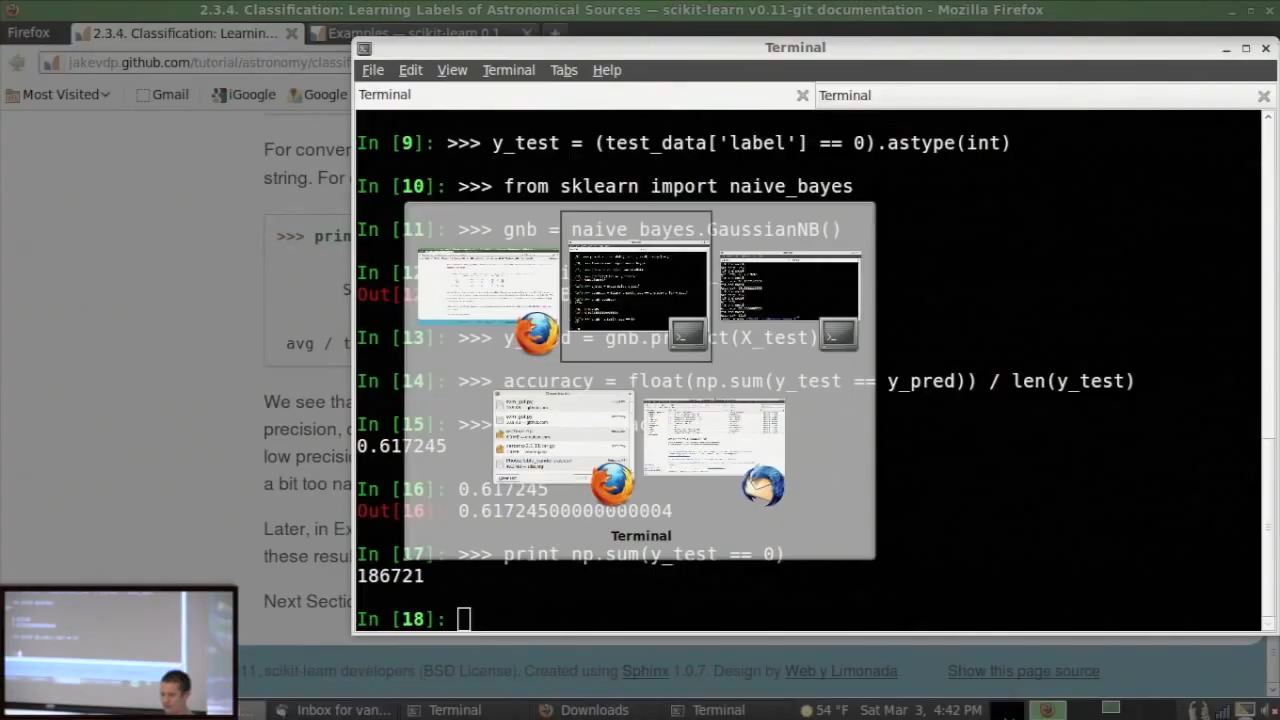 2.3.4. Classification: Learning Labels of Astronomical Sources — scikit-learn v0.11-git documentation - Mozilla Firefox
Firefox
2.3.4. Classification: Learnin...
Examples — scikit-learn 0.1
jakevdp.github.com/tutorial/astronomy/classif
Most Visited
Gmail
iGoogle
Google
Terminal
File Edit View Terminal Tabs Help
Terminal
Terminal
For conver
string. For
>>> prin
avg / t
We see tha
precision,
low precisi
a bit too na
Later, in Ex
these resul
Next Secti
In [9]: >>> y_test = (test_data['label'] == 0).astype(int)
In [10]: >>> from sklearn import naive_bayes
In [11]: >>> gnb = naive_bayes.GaussianNB()
In [13]: >>> = gnb. (X_test)
In [14]: >>> accuracy = float(np.sum(y_test == y_pred)) / len(y_test)
In [15]: >>>
0.617245
In [16]: 0.617245
Out[16] 0.61724500000000004
Terminal
In [17]: >>> print np.sum(y_test == 0)
186721
In [18]:
11, scikit-learn developers (BSD License). Created using Sphinx 1.0.7. Design by Web y Limonada
Show this page source
Inbox for van...
Terminal
Downloads
Terminal
54 °F
Sat Mar 3, 4:42 PM